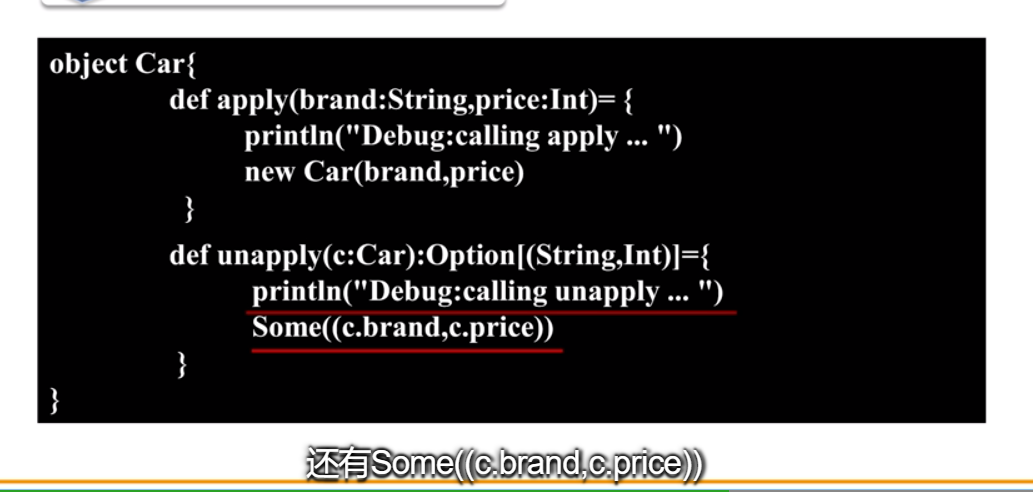 object Car{
def apply(brand:String,price:Int)= {
println("Debug:calling apply ... ")
new Car(brand,price)
}
def unapply(c:Car):Option[(String,Int)]={
println("Debug:calling unapply ... ")
Some((c.brand,c.price))
}
}
还有Some((c.brand,c.price))